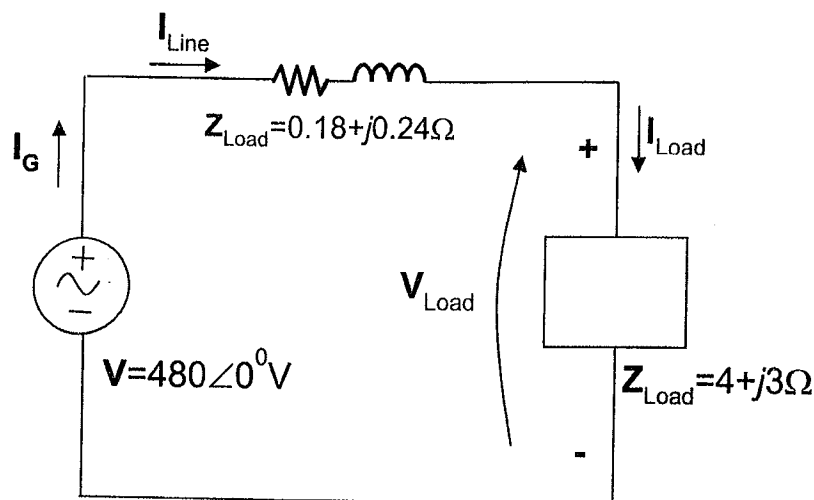 I_Line
Z_Load=0.18+j0.24Ω
I_G
+
I_Load
+
−
V_Load
V=480∠0⁰V
Z_Load=4+j3Ω
-